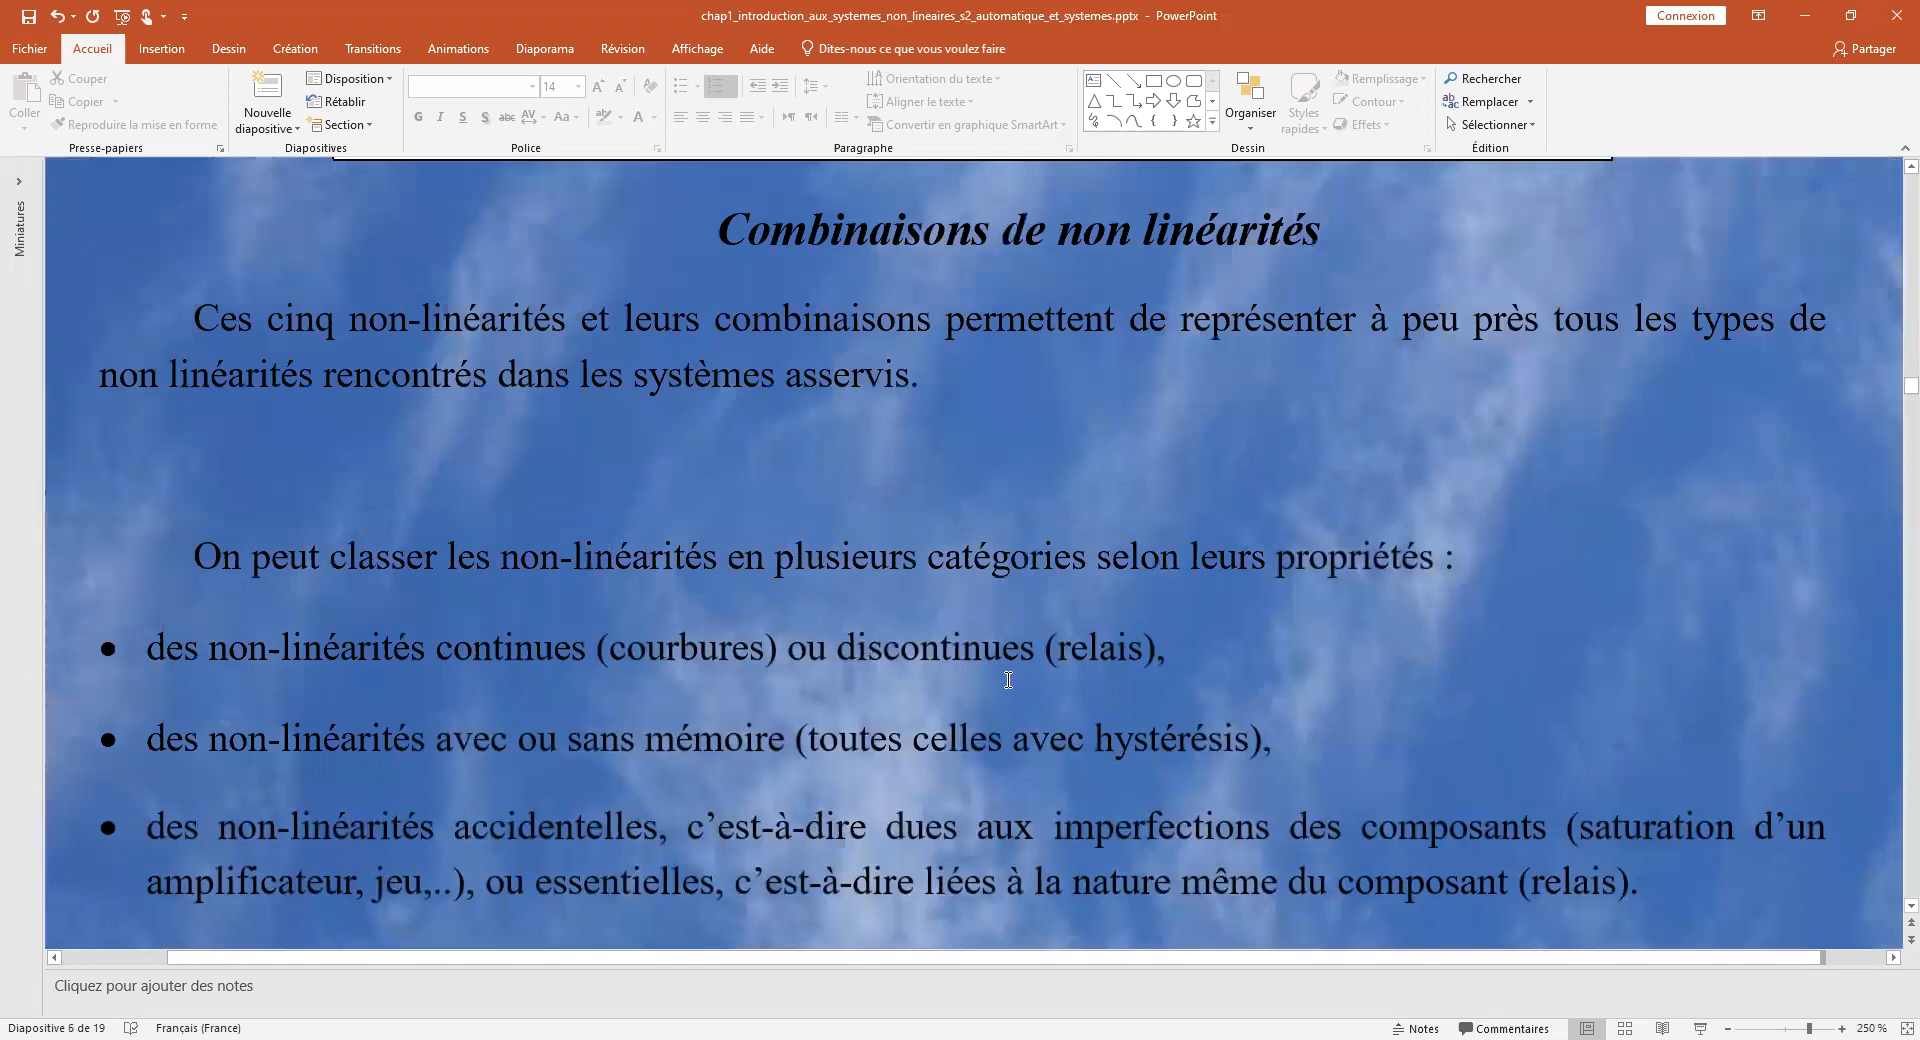 chap1_introduction_aux_systemes_non_lineaires_s2_automatique_et_systemes.pptx - PowerPoint
Connexion
Fichier Accueil Insertion Dessin Création Transitions Animations Diaporama Révision Affichage Aide Dites-nous ce que vous voulez faire Partager
Coller
Couper
Copier
Reproduire la mise en forme
Presse-papiers
Nouvelle diapositive
Disposition
Rétablir
Section
Diapositives
14
G I S S abc AV Aa A
Police
Orientation du texte
Aligner le texte
Convertir en graphique SmartArt
Paragraphe
Organiser
Styles rapides
Remplissage
Contour
Effets
Dessin
Rechercher
Remplacer
Sélectionner
Édition
Miniatures
Combinaisons de non linéarités
Ces cinq non-linéarités et leurs combinaisons permettent de représenter à peu près tous les types de
non linéarités rencontrés dans les systèmes asservis.
On peut classer les non-linéarités en plusieurs catégories selon leurs propriétés :
● des non-linéarités continues (courbures) ou discontinues (relais),
● des non-linéarités avec ou sans mémoire (toutes celles avec hystérésis),
● des non-linéarités accidentelles, c’est-à-dire dues aux imperfections des composants (saturation d’un
amplificateur, jeu,..), ou essentielles, c’est-à-dire liées à la nature même du composant (relais).
Cliquez pour ajouter des notes
Diapositive 6 de 19 Français (France) Notes Commentaires 250 %